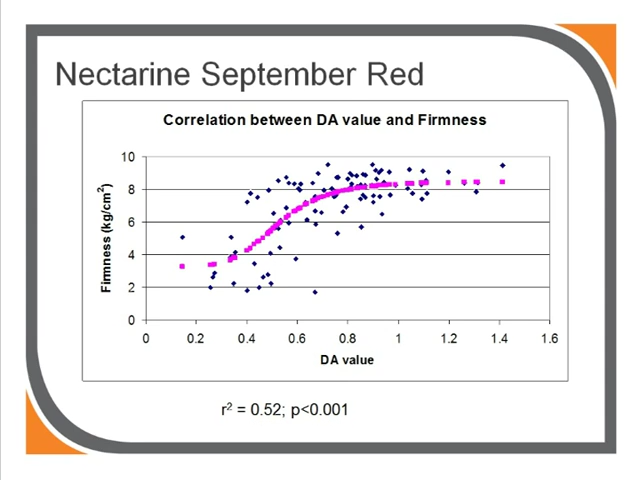 Nectarine September Red
Correlation between DA value and Firmness
Firmness (kg/cm²)
10
8
6
4
2
0
0 0.2 0.4 0.6 0.8 1 1.2 1.4 1.6
DA value
r² = 0.52; p<0.001